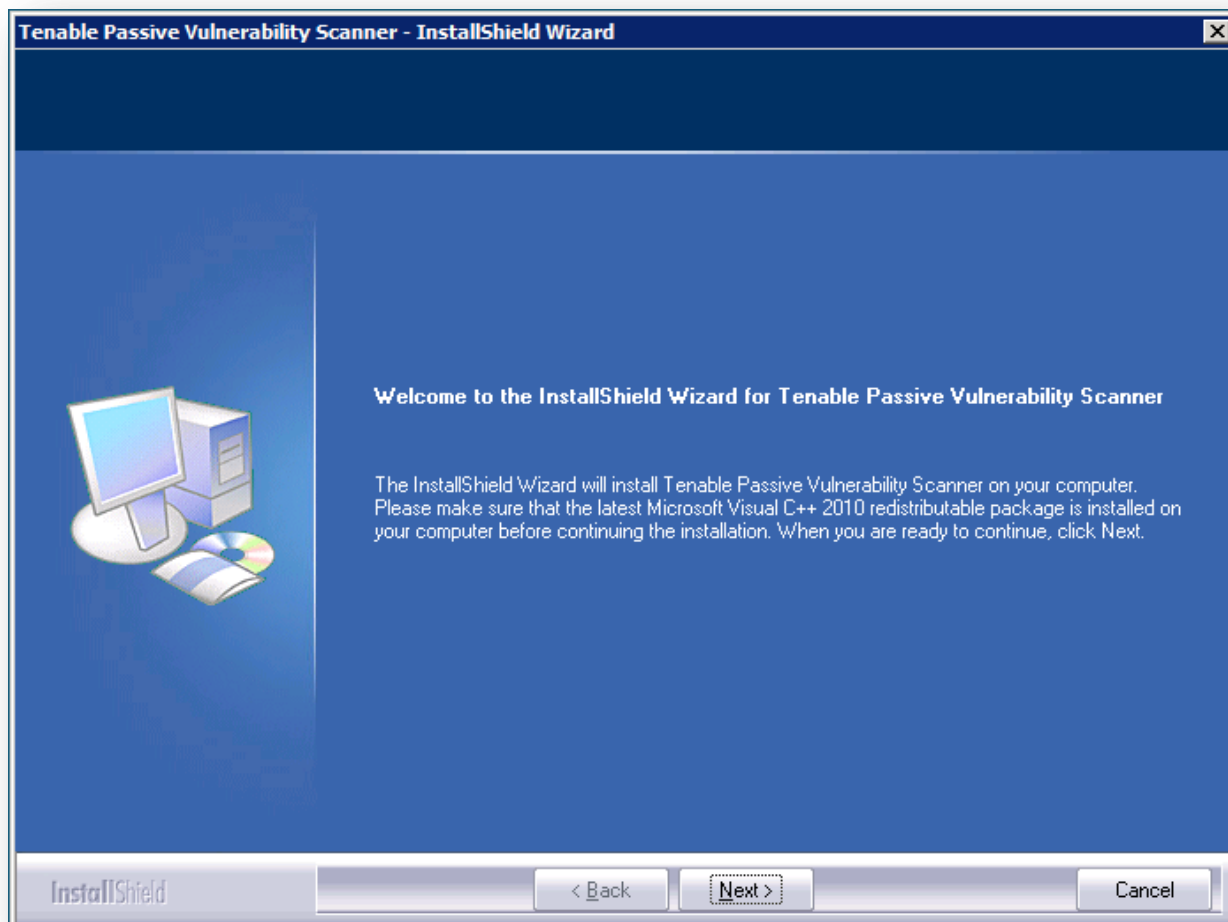 Tenable Passive Vulnerability Scanner - InstallShield Wizard
Welcome to the InstallShield Wizard for Tenable Passive Vulnerability Scanner
The InstallShield Wizard will install Tenable Passive Vulnerability Scanner on your computer.
Please make sure that the latest Microsoft Visual C++ 2010 redistributable package is installed on
your computer before continuing the installation. When you are ready to continue, click Next.
InstallShield
< Back
Next >
Cancel